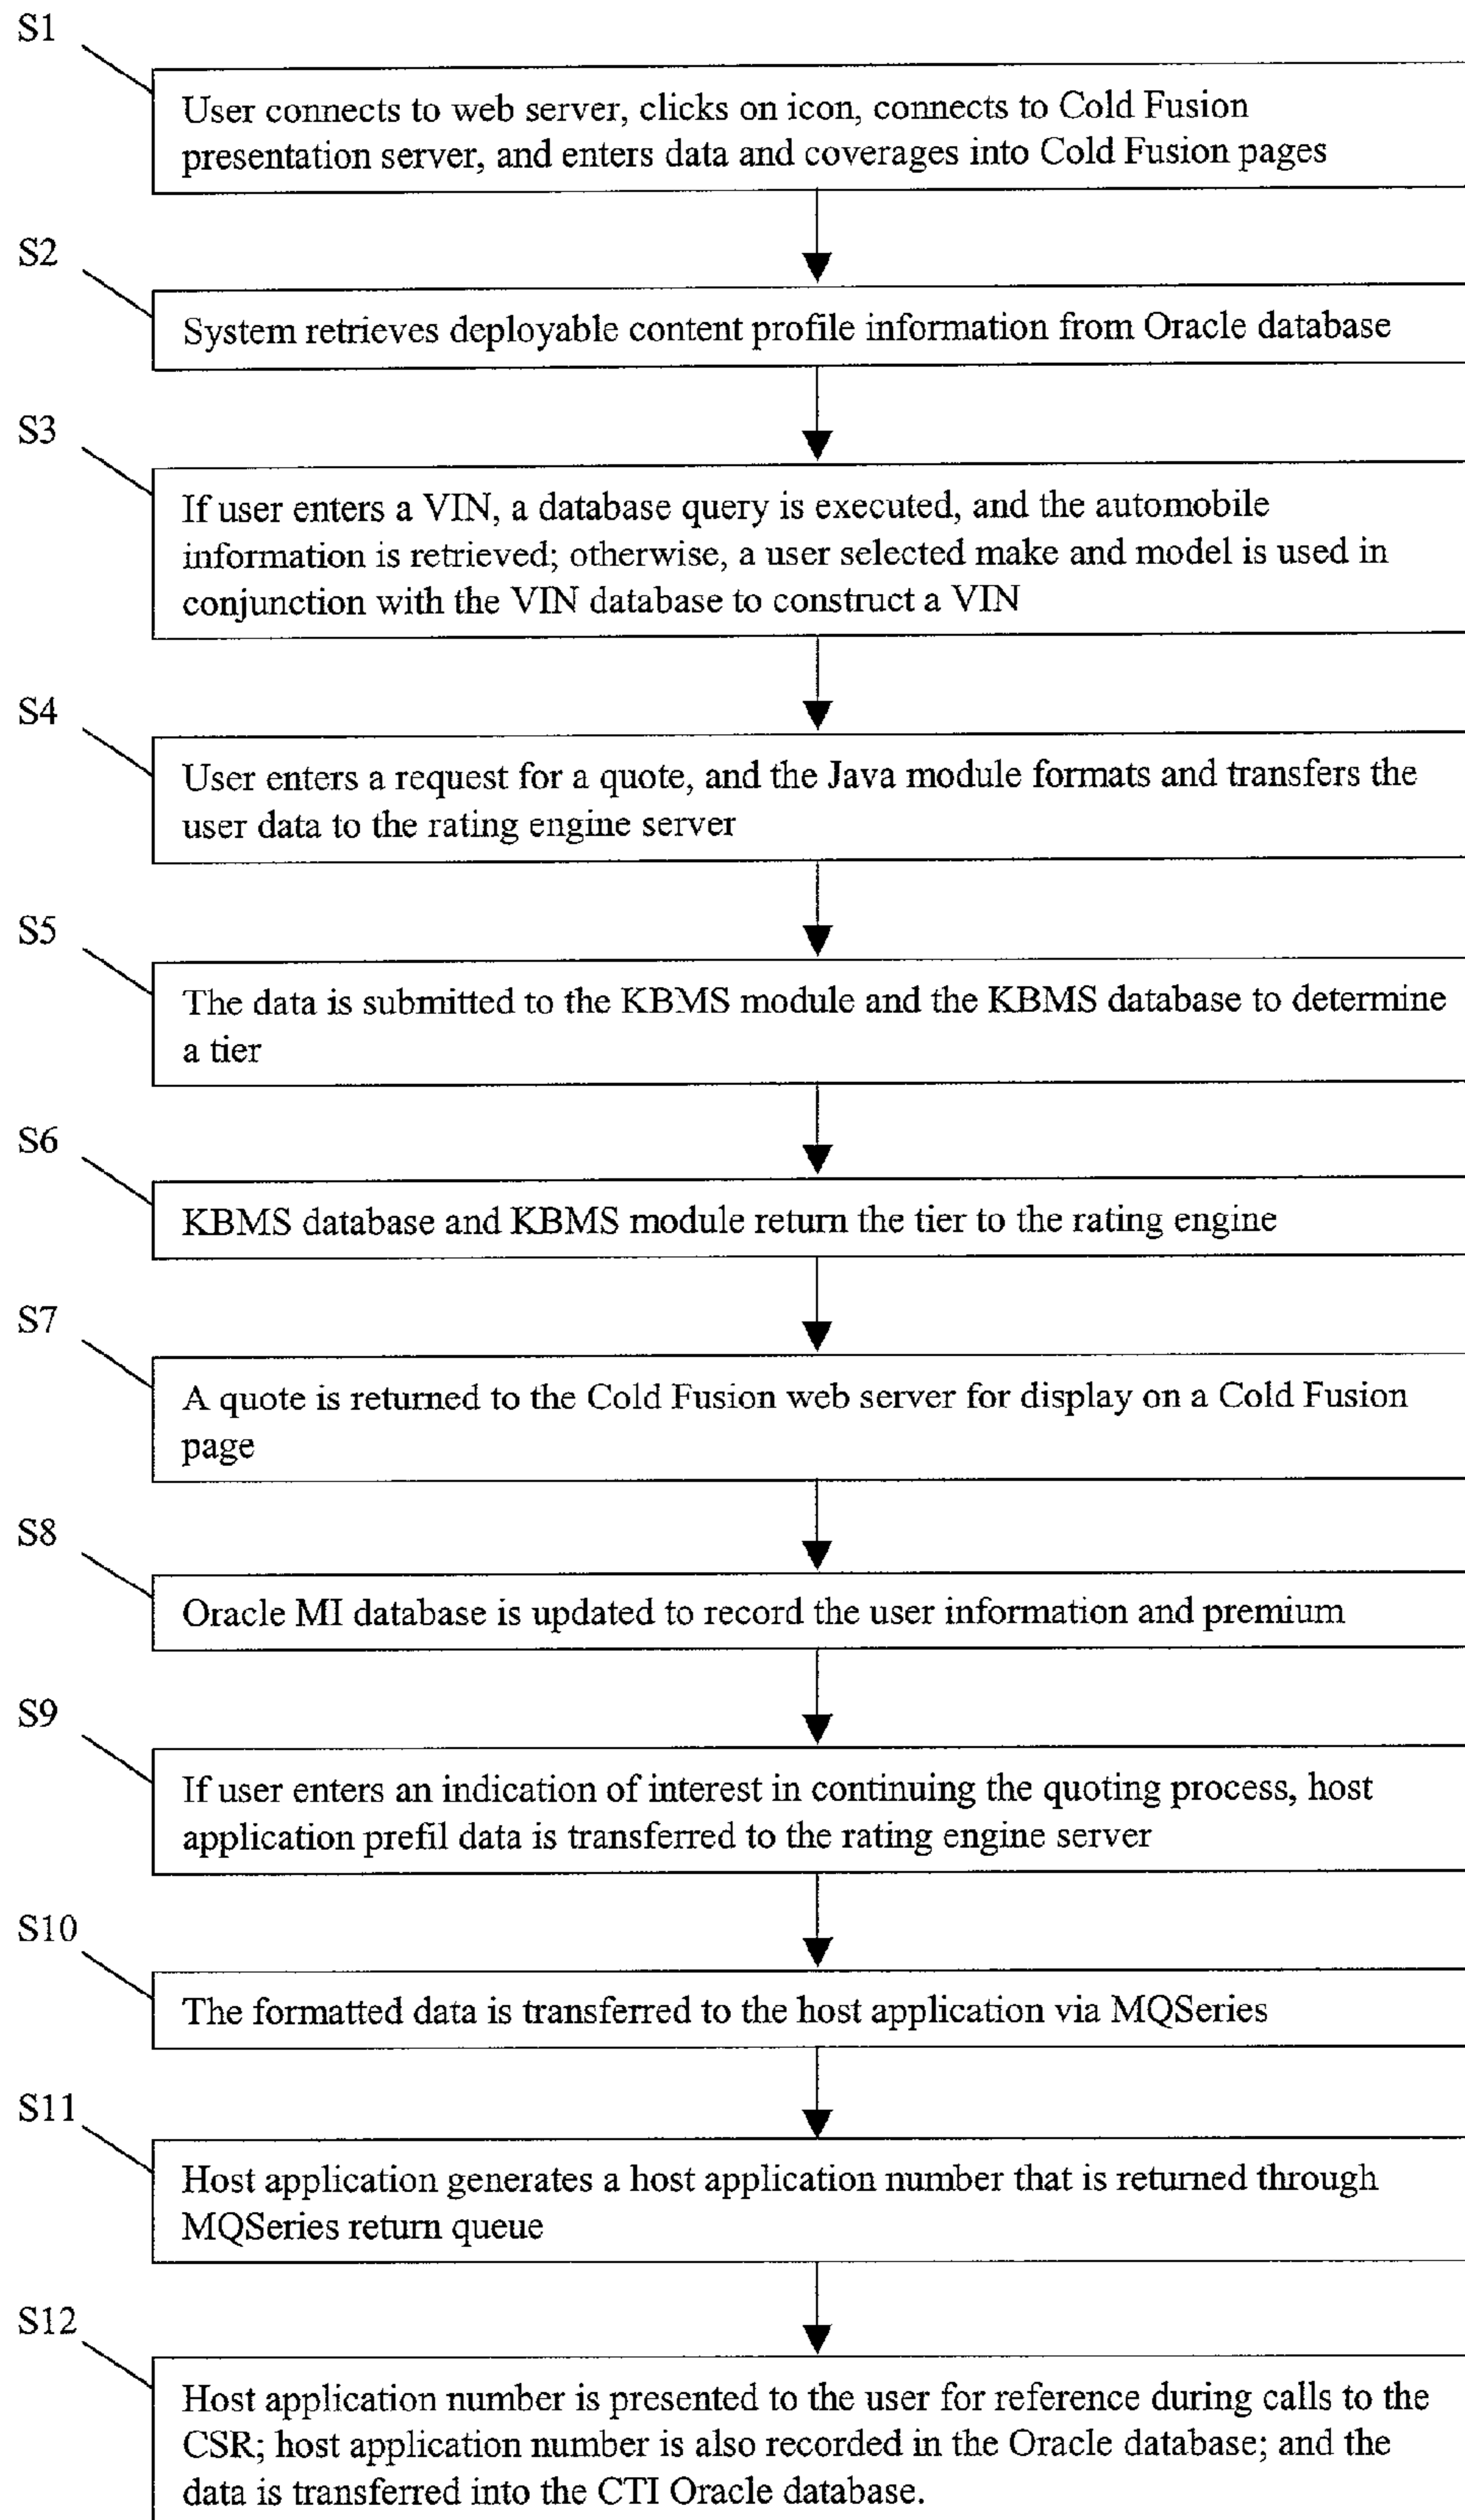 S1
User connects to web server, clicks on icon, connects to Cold Fusion
presentation server, and enters data and coverages into Cold Fusion pages
S2
System retrieves deployable content profile information from Oracle database
S3
If user enters a VIN, a database query is executed, and the automobile
information is retrieved; otherwise, a user selected make and model is used in
conjunction with the VIN database to construct a VIN
S4
User enters a request for a quote, and the Java module formats and transfers the
user data to the rating engine server
S5
The data is submitted to the KBMS module and the KBMS database to determine
a tier
S6
KBMS database and KBMS module return the tier to the rating engine
S7
A quote is returned to the Cold Fusion web server for display on a Cold Fusion
page
S8
Oracle MI database is updated to record the user information and premium
S9
If user enters an indication of interest in continuing the quoting process, host
application prefil data is transferred to the rating engine server
S10
The formatted data is transferred to the host application via MQSeries
S11
Host application generates a host application number that is returned through
MQSeries return queue
S12
Host application number is presented to the user for reference during calls to the
CSR; host application number is also recorded in the Oracle database; and the
data is transferred into the CTI Oracle database.